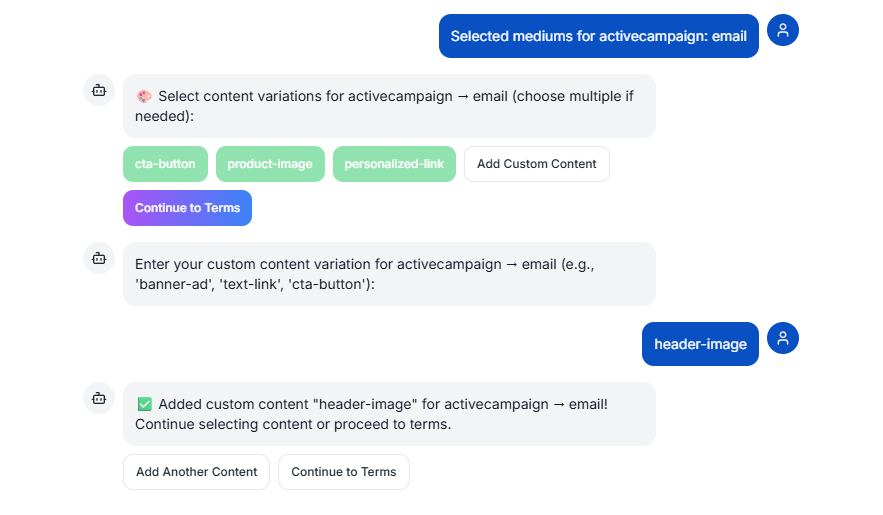 Selected mediums for activecampaign: email
🎨 Select content variations for activecampaign → email (choose multiple if
needed):
cta-button product-image personalized-link Add Custom Content
Continue to Terms
Enter your custom content variation for activecampaign → email (e.g.,
'banner-ad', 'text-link', 'cta-button'):
header-image
✅ Added custom content "header-image" for activecampaign → email!
Continue selecting content or proceed to terms.
Add Another Content Continue to Terms